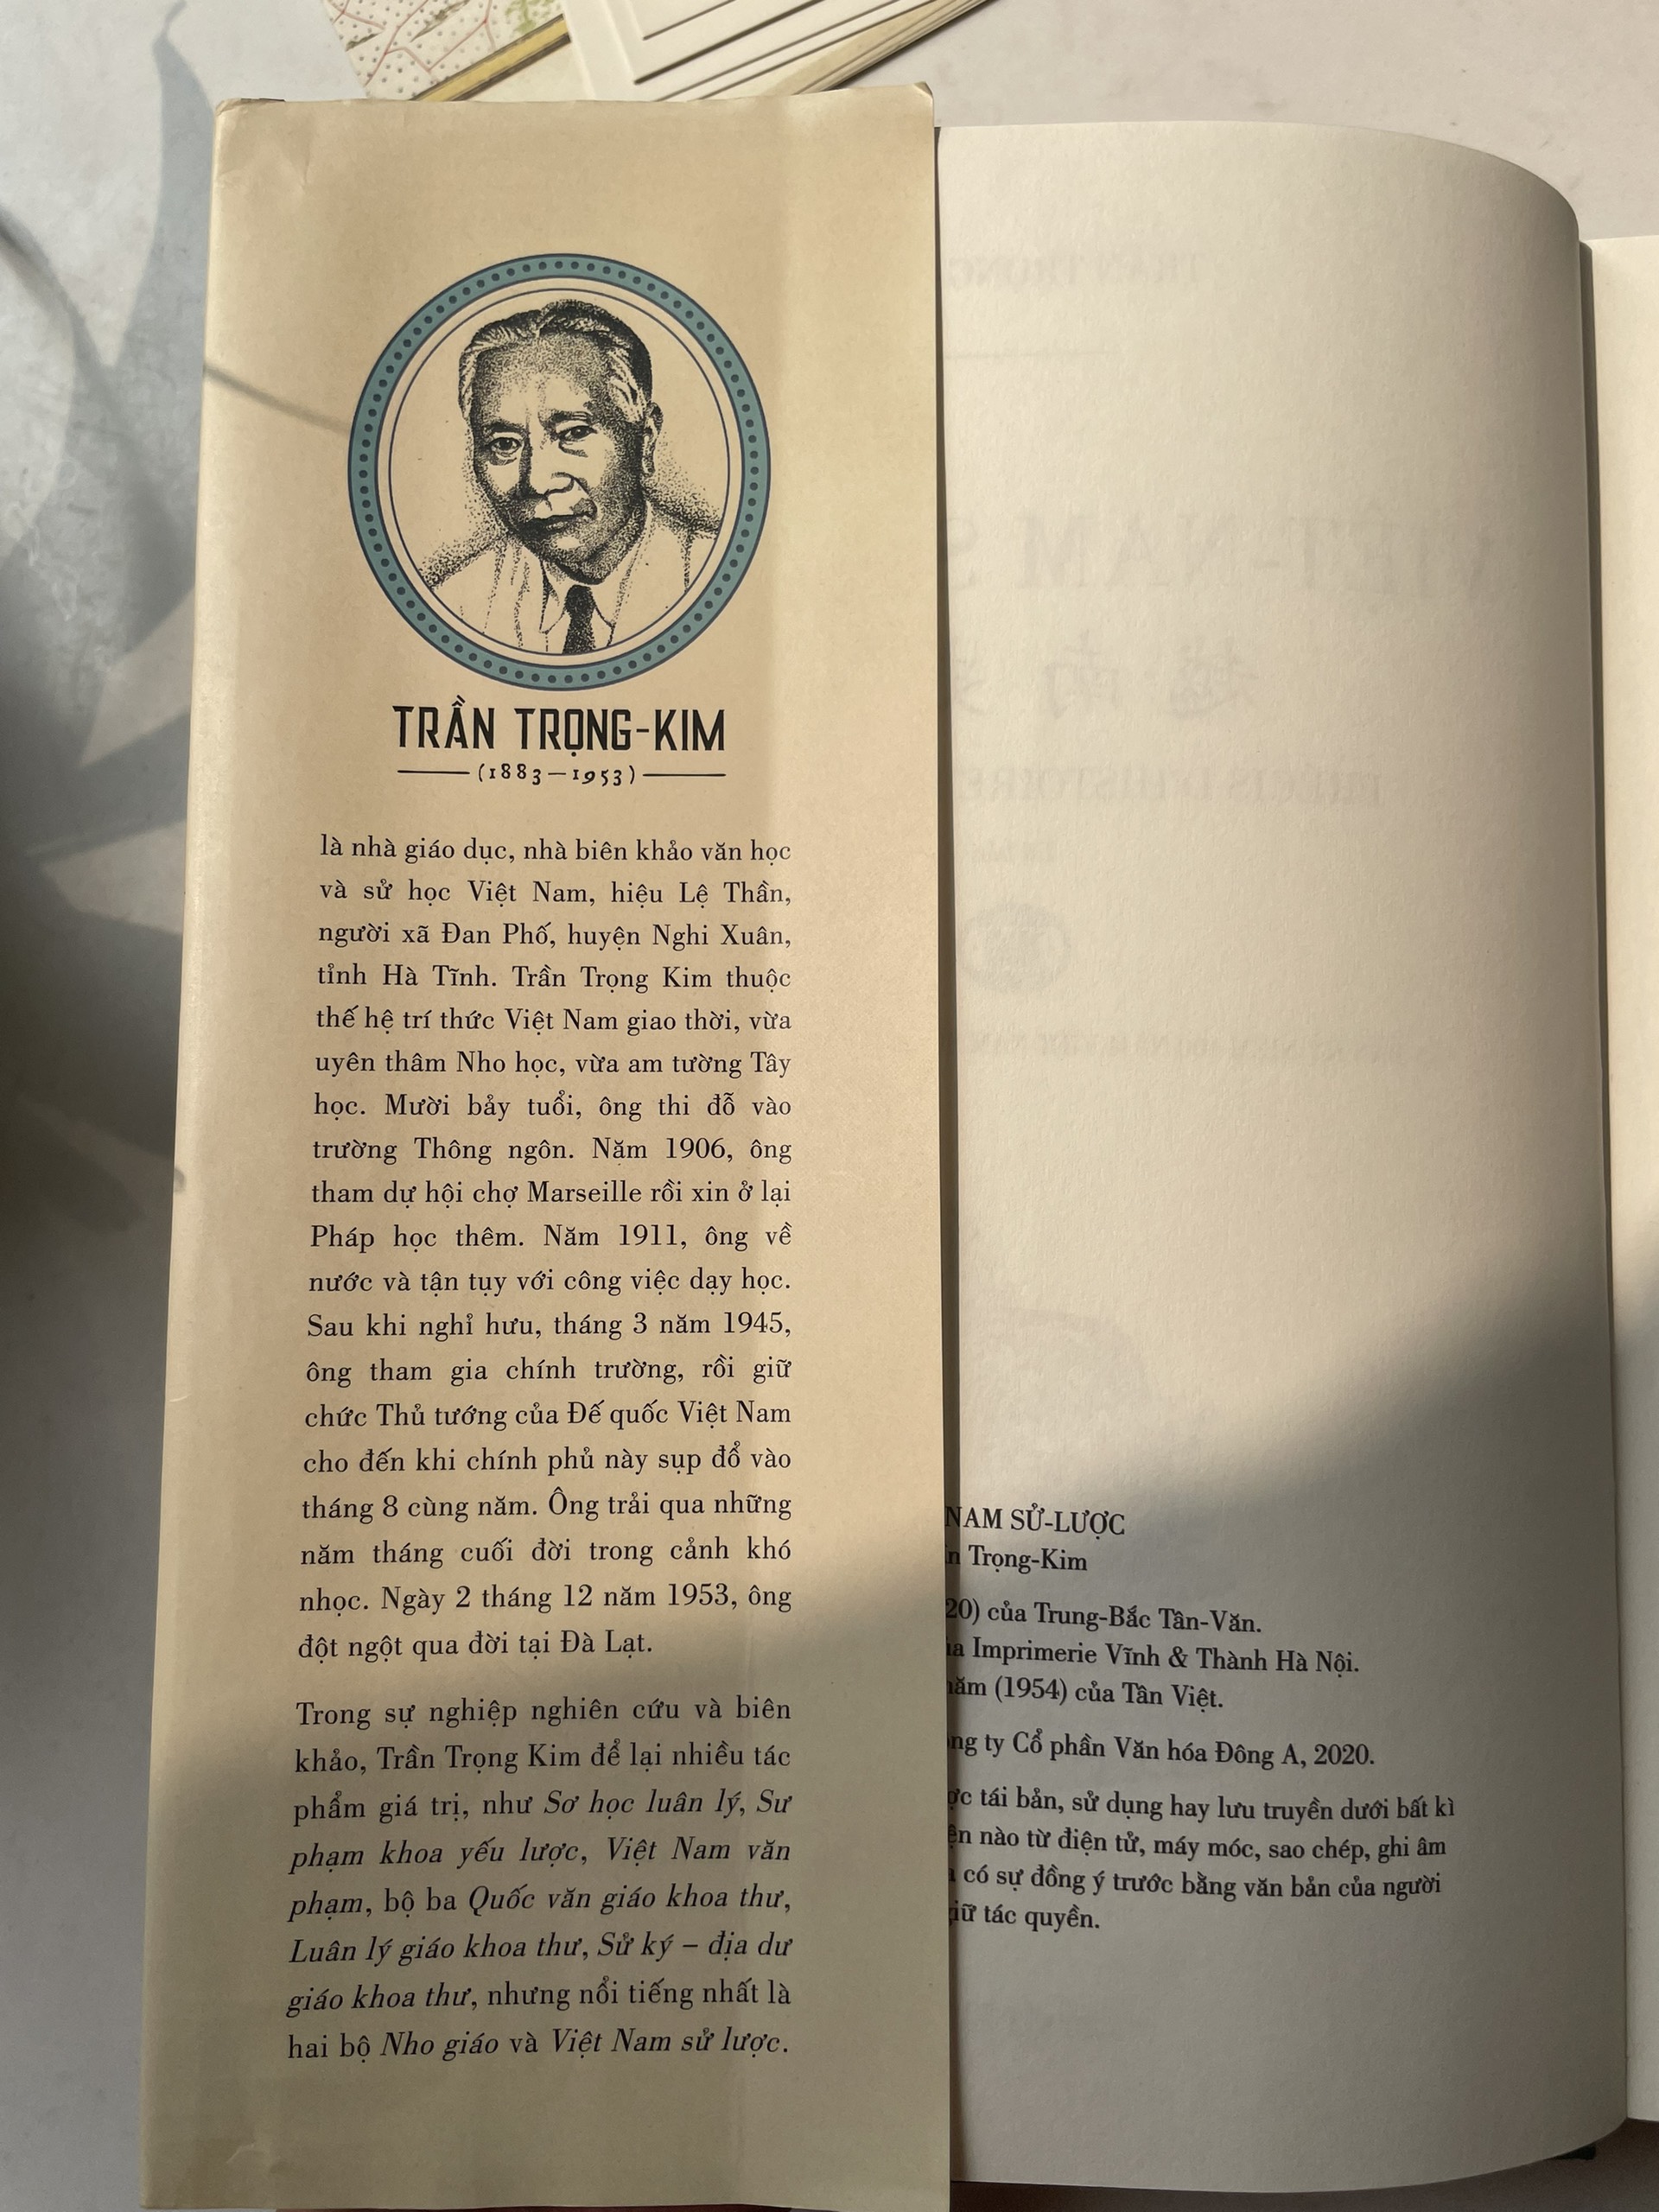 TRẦN TRỌNG-KIM
(1883—1953)
là nhà giáo dục, nhà biên khảo văn học
và sử học Việt Nam, hiệu Lệ Thần,
người xã Đan Phố, huyện Nghi Xuân,
tỉnh Hà Tĩnh. Trần Trọng Kim thuộc
thế hệ trí thức Việt Nam giao thời, vừa
uyên thâm Nho học, vừa am tường Tây
học. Mười bảy tuổi, ông thi đỗ vào
trường Thông ngôn. Năm 1906, ông
tham dự hội chợ Marseille rồi xin ở lại
Pháp học thêm. Năm 1911, ông về
nước và tận tụy với công việc dạy học.
Sau khi nghỉ hưu, tháng 3 năm 1945,
ông tham gia chính trường, rồi giữ
chức Thủ tướng của Đế quốc Việt Nam
cho đến khi chính phủ này sụp đổ vào
tháng 8 cùng năm. Ông trải qua những
năm tháng cuối đời trong cảnh khó
nhọc. Ngày 2 tháng 12 năm 1953, ông
đột ngột qua đời tại Đà Lạt.
Trong sự nghiệp nghiên cứu và biên
khảo, Trần Trọng Kim để lại nhiều tác
phẩm giá trị, như Sơ học luân lý, Sư
phạm khoa yếu lược, Việt Nam văn
phạm, bộ ba Quốc văn giáo khoa thư,
Luân lý giáo khoa thư, Sử ký – địa dư
giáo khoa thư, nhưng nổi tiếng nhất là
hai bộ Nho giáo và Việt Nam sử lược.
NAM SỬ-LƯỢC
n Trọng-Kim
20) của Trung-Bắc Tân-Văn.
Imprimerie Vĩnh & Thành Hà Nội.
năm (1954) của Tân Việt.
ng ty Cổ phần Văn hóa Đông A, 2020.
tái bản, sử dụng hay lưu truyền dưới bất kì
nào từ điện tử, máy móc, sao chép, ghi âm
có sự đồng ý trước bằng văn bản của người
giữ tác quyền.